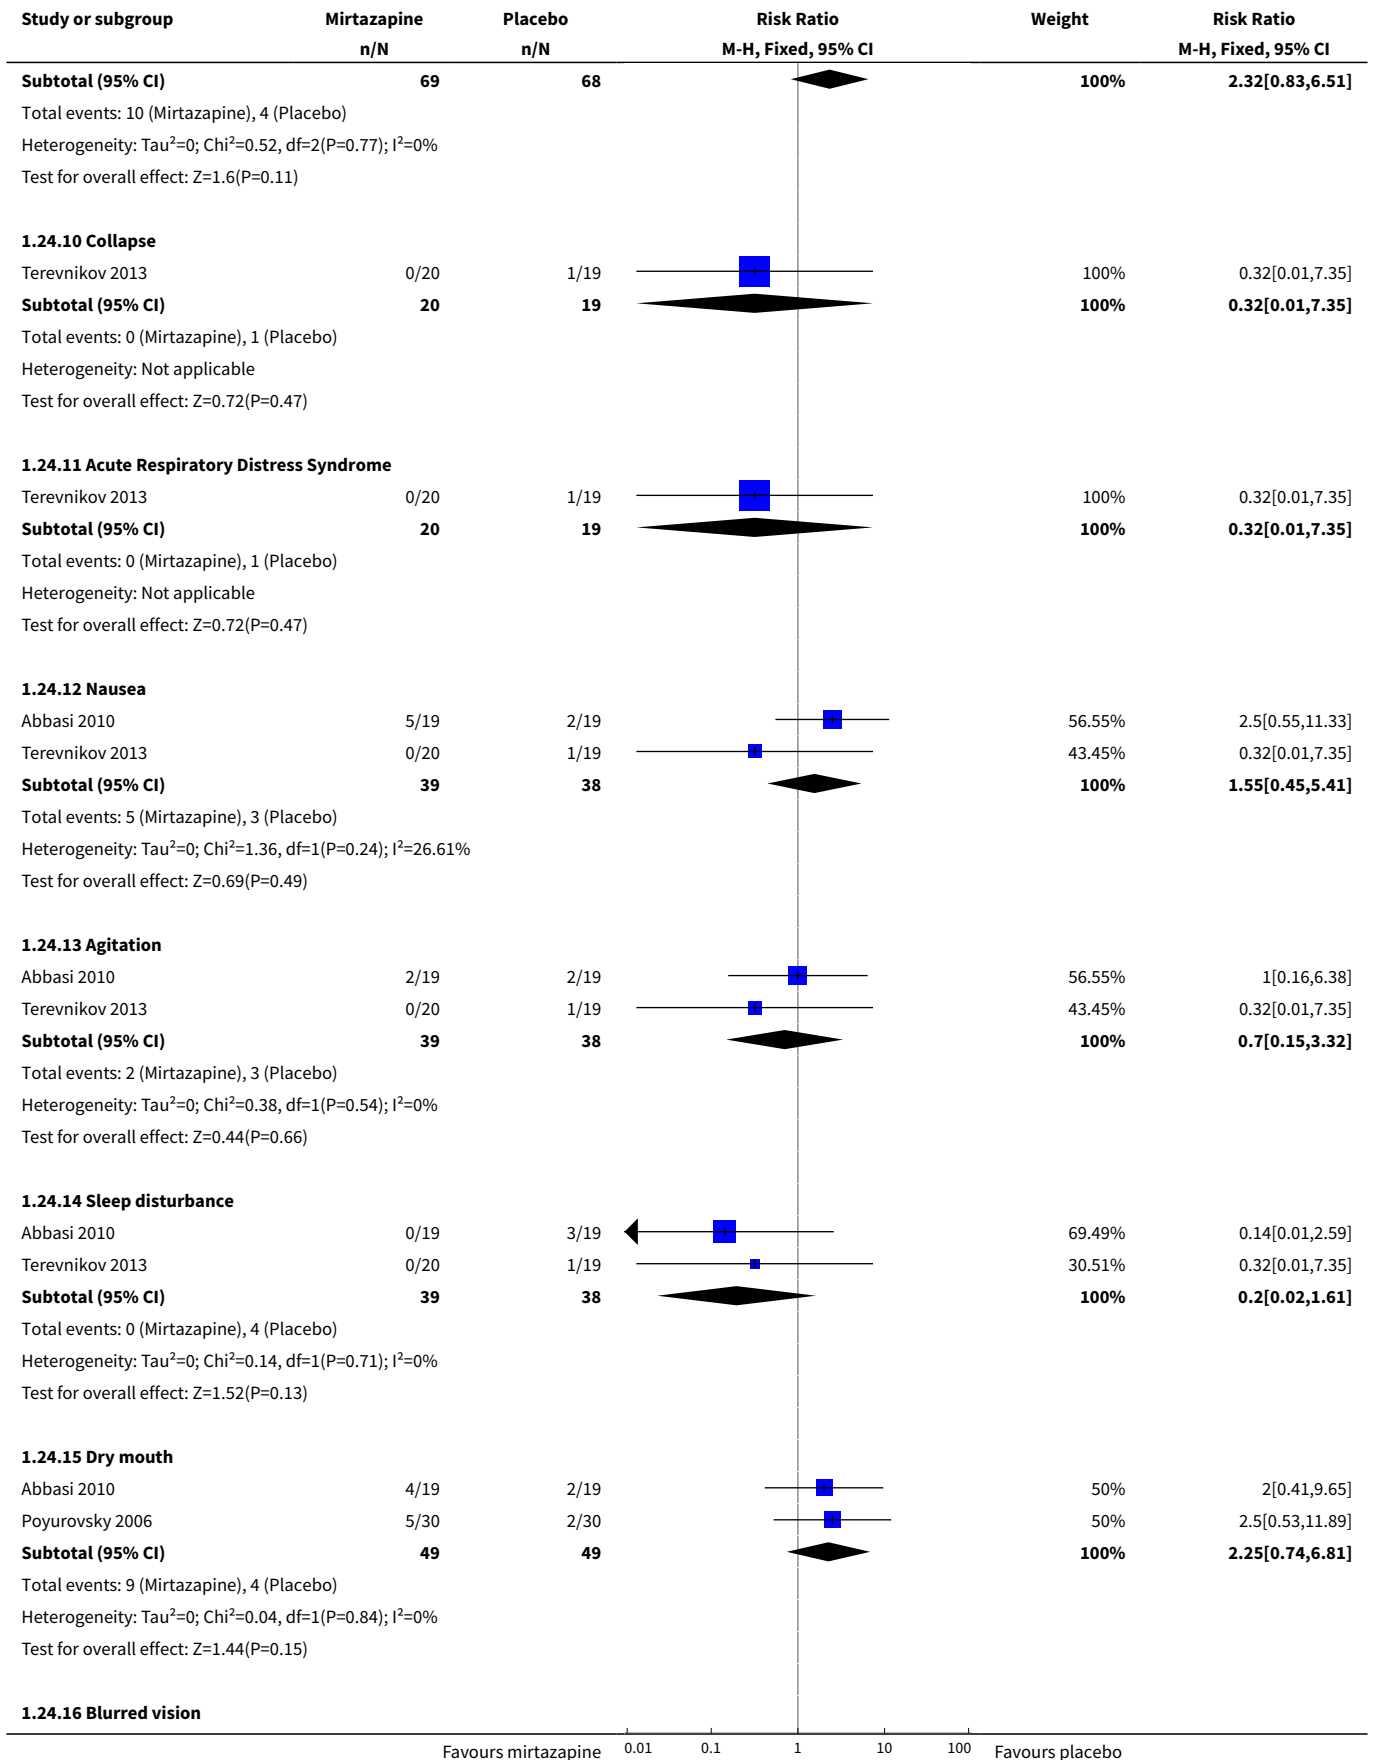 Study or subgroup Mirtazapine Placebo Risk Ratio Weight Risk Ratio
n/N n/N M-H, Fixed, 95% CI M-H, Fixed, 95% CI
Subtotal (95% CI) 69 68 100% 2.32[0.83,6.51]
Total events: 10 (Mirtazapine), 4 (Placebo)
Heterogeneity: Tau²=0; Chi²=0.52, df=2(P=0.77); I²=0%
Test for overall effect: Z=1.6(P=0.11)
1.24.10 Collapse
Terevnikov 2013 0/20 1/19 100% 0.32[0.01,7.35]
Subtotal (95% CI) 20 19 100% 0.32[0.01,7.35]
Total events: 0 (Mirtazapine), 1 (Placebo)
Heterogeneity: Not applicable
Test for overall effect: Z=0.72(P=0.47)
1.24.11 Acute Respiratory Distress Syndrome
Terevnikov 2013 0/20 1/19 100% 0.32[0.01,7.35]
Subtotal (95% CI) 20 19 100% 0.32[0.01,7.35]
Total events: 0 (Mirtazapine), 1 (Placebo)
Heterogeneity: Not applicable
Test for overall effect: Z=0.72(P=0.47)
1.24.12 Nausea
Abbasi 2010 5/19 2/19 56.55% 2.5[0.55,11.33]
Terevnikov 2013 0/20 1/19 43.45% 0.32[0.01,7.35]
Subtotal (95% CI) 39 38 100% 1.55[0.45,5.41]
Total events: 5 (Mirtazapine), 3 (Placebo)
Heterogeneity: Tau²=0; Chi²=1.36, df=1(P=0.24); I²=26.61%
Test for overall effect: Z=0.69(P=0.49)
1.24.13 Agitation
Abbasi 2010 2/19 2/19 56.55% 1[0.16,6.38]
Terevnikov 2013 0/20 1/19 43.45% 0.32[0.01,7.35]
Subtotal (95% CI) 39 38 100% 0.7[0.15,3.32]
Total events: 2 (Mirtazapine), 3 (Placebo)
Heterogeneity: Tau²=0; Chi²=0.38, df=1(P=0.54); I²=0%
Test for overall effect: Z=0.44(P=0.66)
1.24.14 Sleep disturbance
Abbasi 2010 0/19 3/19 69.49% 0.14[0.01,2.59]
Terevnikov 2013 0/20 1/19 30.51% 0.32[0.01,7.35]
Subtotal (95% CI) 39 38 100% 0.2[0.02,1.61]
Total events: 0 (Mirtazapine), 4 (Placebo)
Heterogeneity: Tau²=0; Chi²=0.14, df=1(P=0.71); I²=0%
Test for overall effect: Z=1.52(P=0.13)
1.24.15 Dry mouth
Abbasi 2010 4/19 2/19 50% 2[0.41,9.65]
Poyurovsky 2006 5/30 2/30 50% 2.5[0.53,11.89]
Subtotal (95% CI) 49 49 100% 2.25[0.74,6.81]
Total events: 9 (Mirtazapine), 4 (Placebo)
Heterogeneity: Tau²=0; Chi²=0.04, df=1(P=0.84); I²=0%
Test for overall effect: Z=1.44(P=0.15)
1.24.16 Blurred vision
Favours mirtazapine 0.01 0.1 1 10 100 Favours placebo